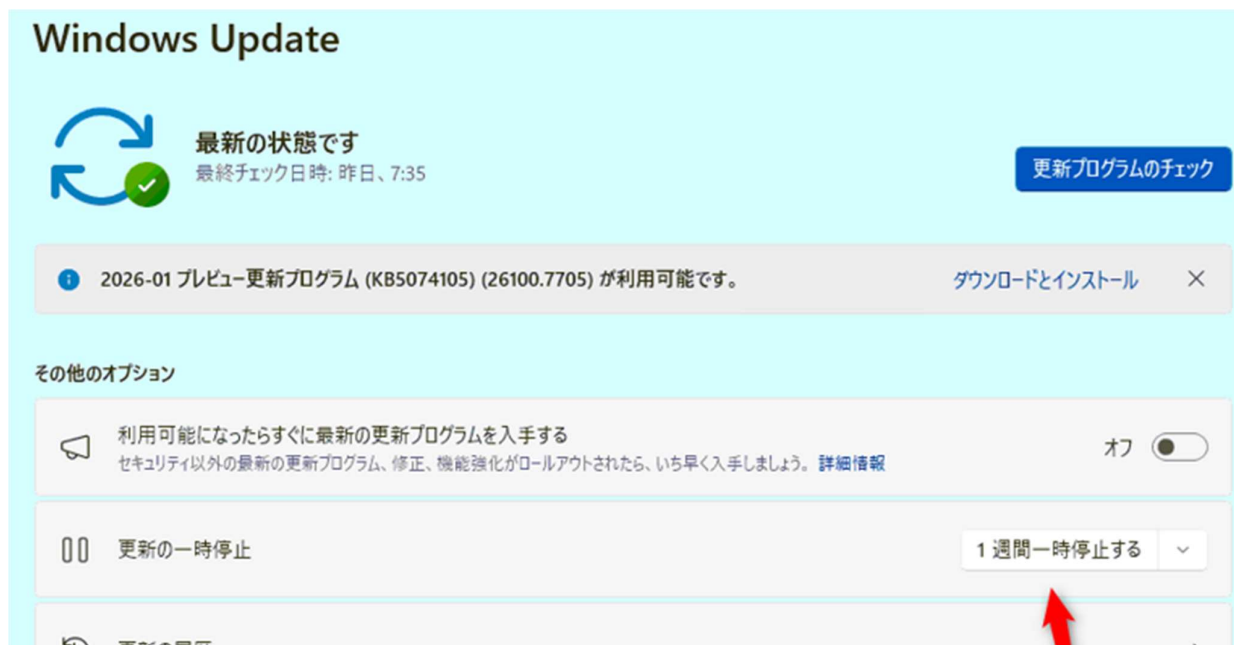 Windows Update
最新の状態です
最終チェック日時: 昨日、7:35
更新プログラムのチェック
2026-01 プレビュー更新プログラム (KB5074105) (26100.7705) が利用可能です。
ダウンロードとインストール
その他のオプション
利用可能になったらすぐに最新の更新プログラムを入手する
セキュリティ以外の最新の更新プログラム、修正、機能強化がロールアウトされたら、いち早く入手しましょう。 詳細情報
オフ
更新の一時停止
1 週間一時停止する